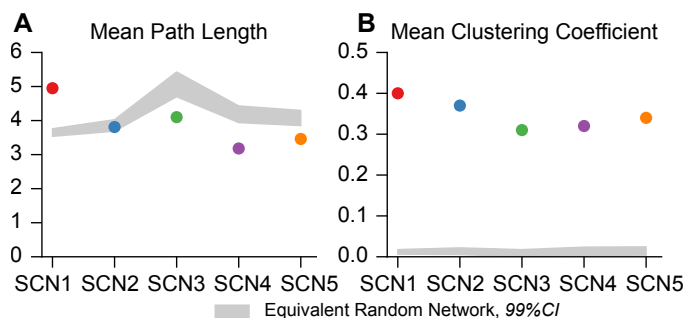 A
Mean Path Length
6
5
4
3
2
1
0
SCN1 SCN2 SCN3 SCN4 SCN5
B
Mean Clustering Coefficient
0.5
0.4
0.3
0.2
0.1
0.0
SCN1 SCN2 SCN3 SCN4 SCN5
Equivalent Random Network, 99%CI